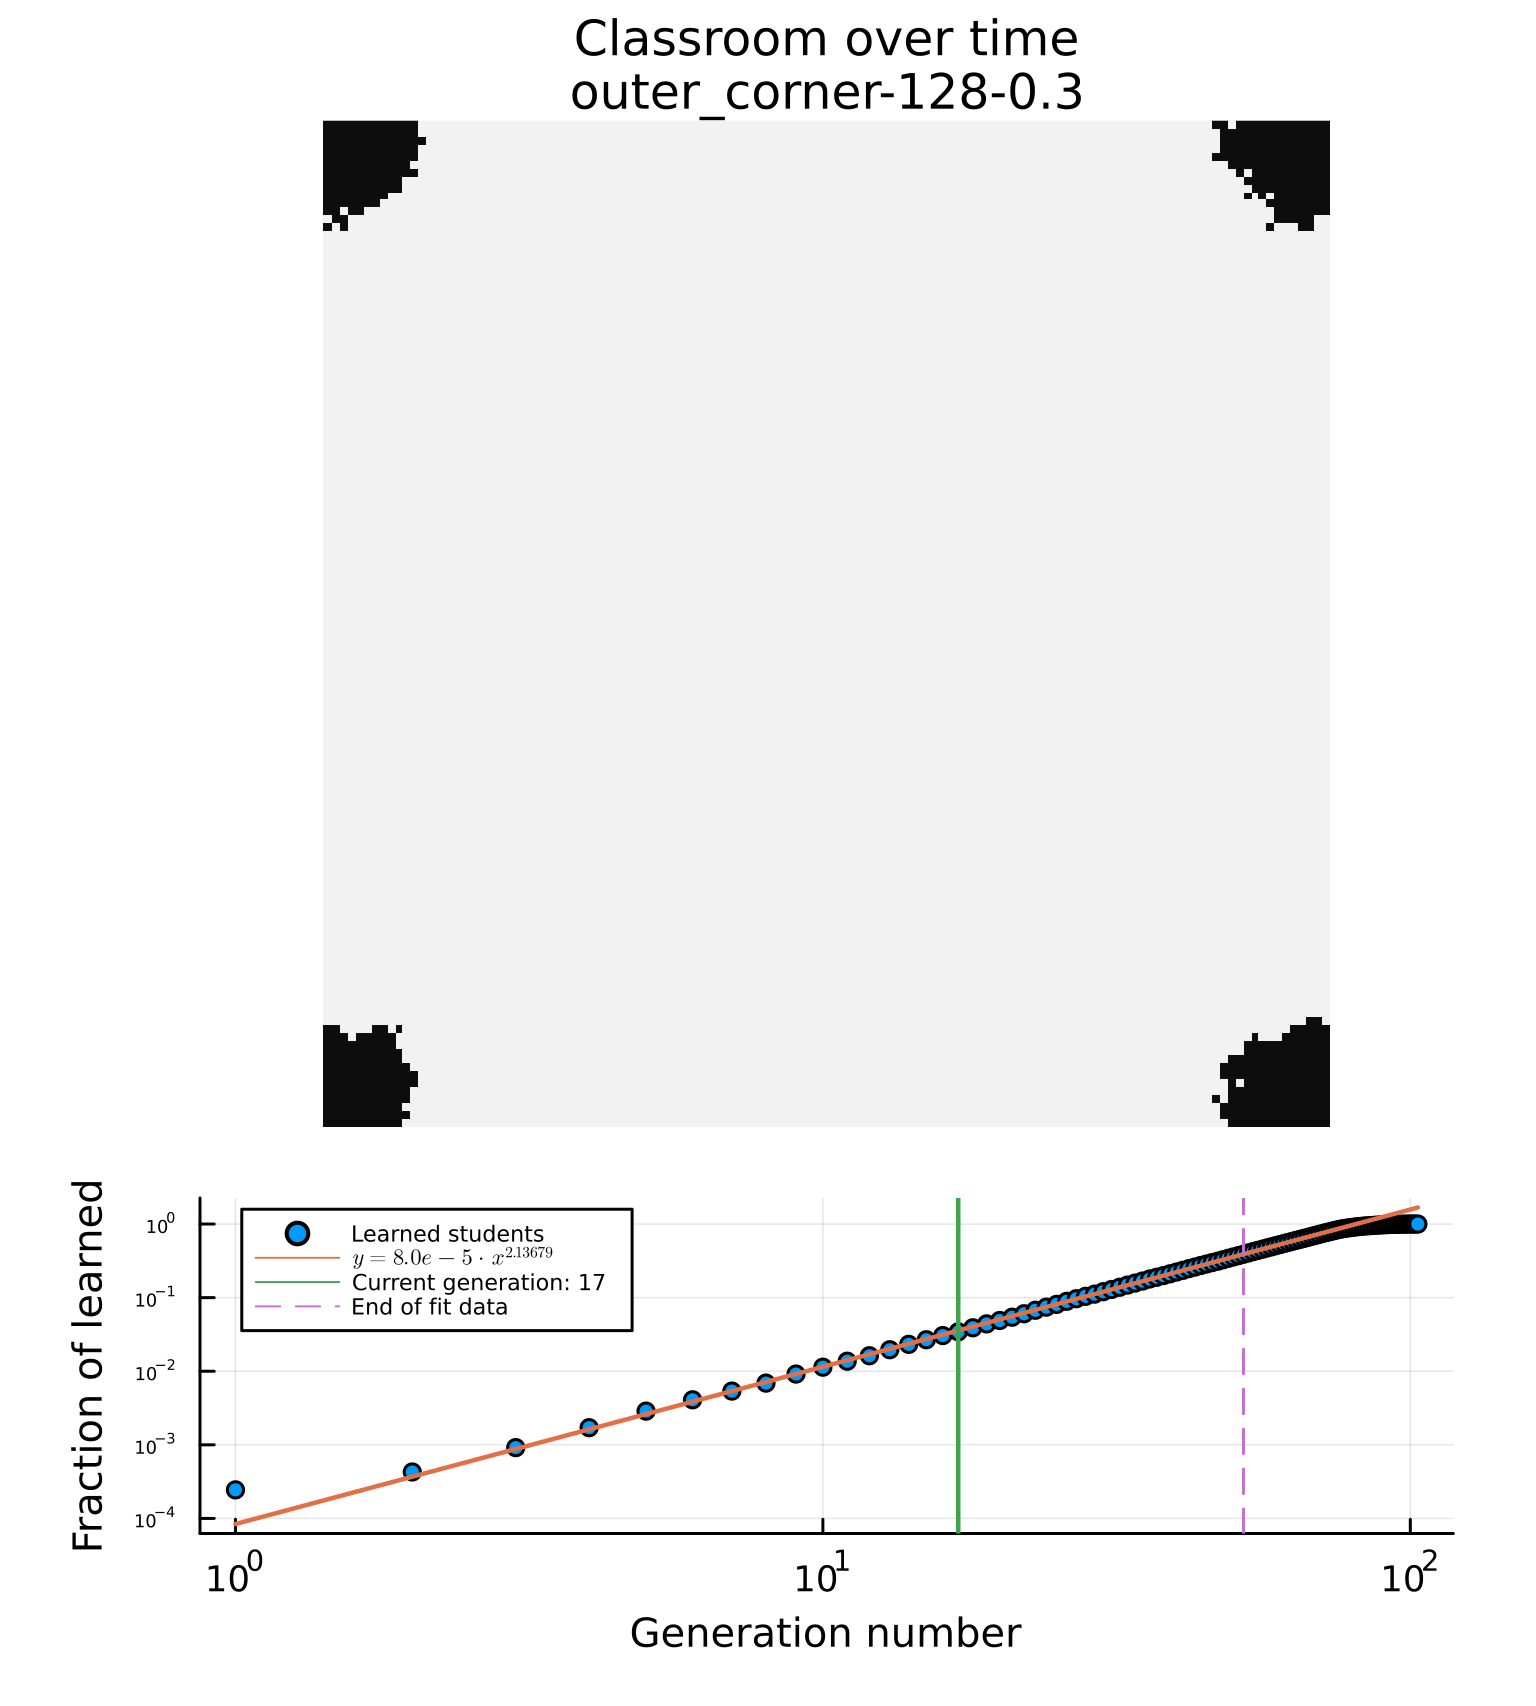 Classroom over time
outer_corner-128-0.3
Fraction of learned
10^0
10^-1
10^-2
10^-3
10^-4
Learned students
y = 8.0e − 5 · x^2.13679
Current generation: 17
End of fit data
10^0 10^1 10^2
Generation number